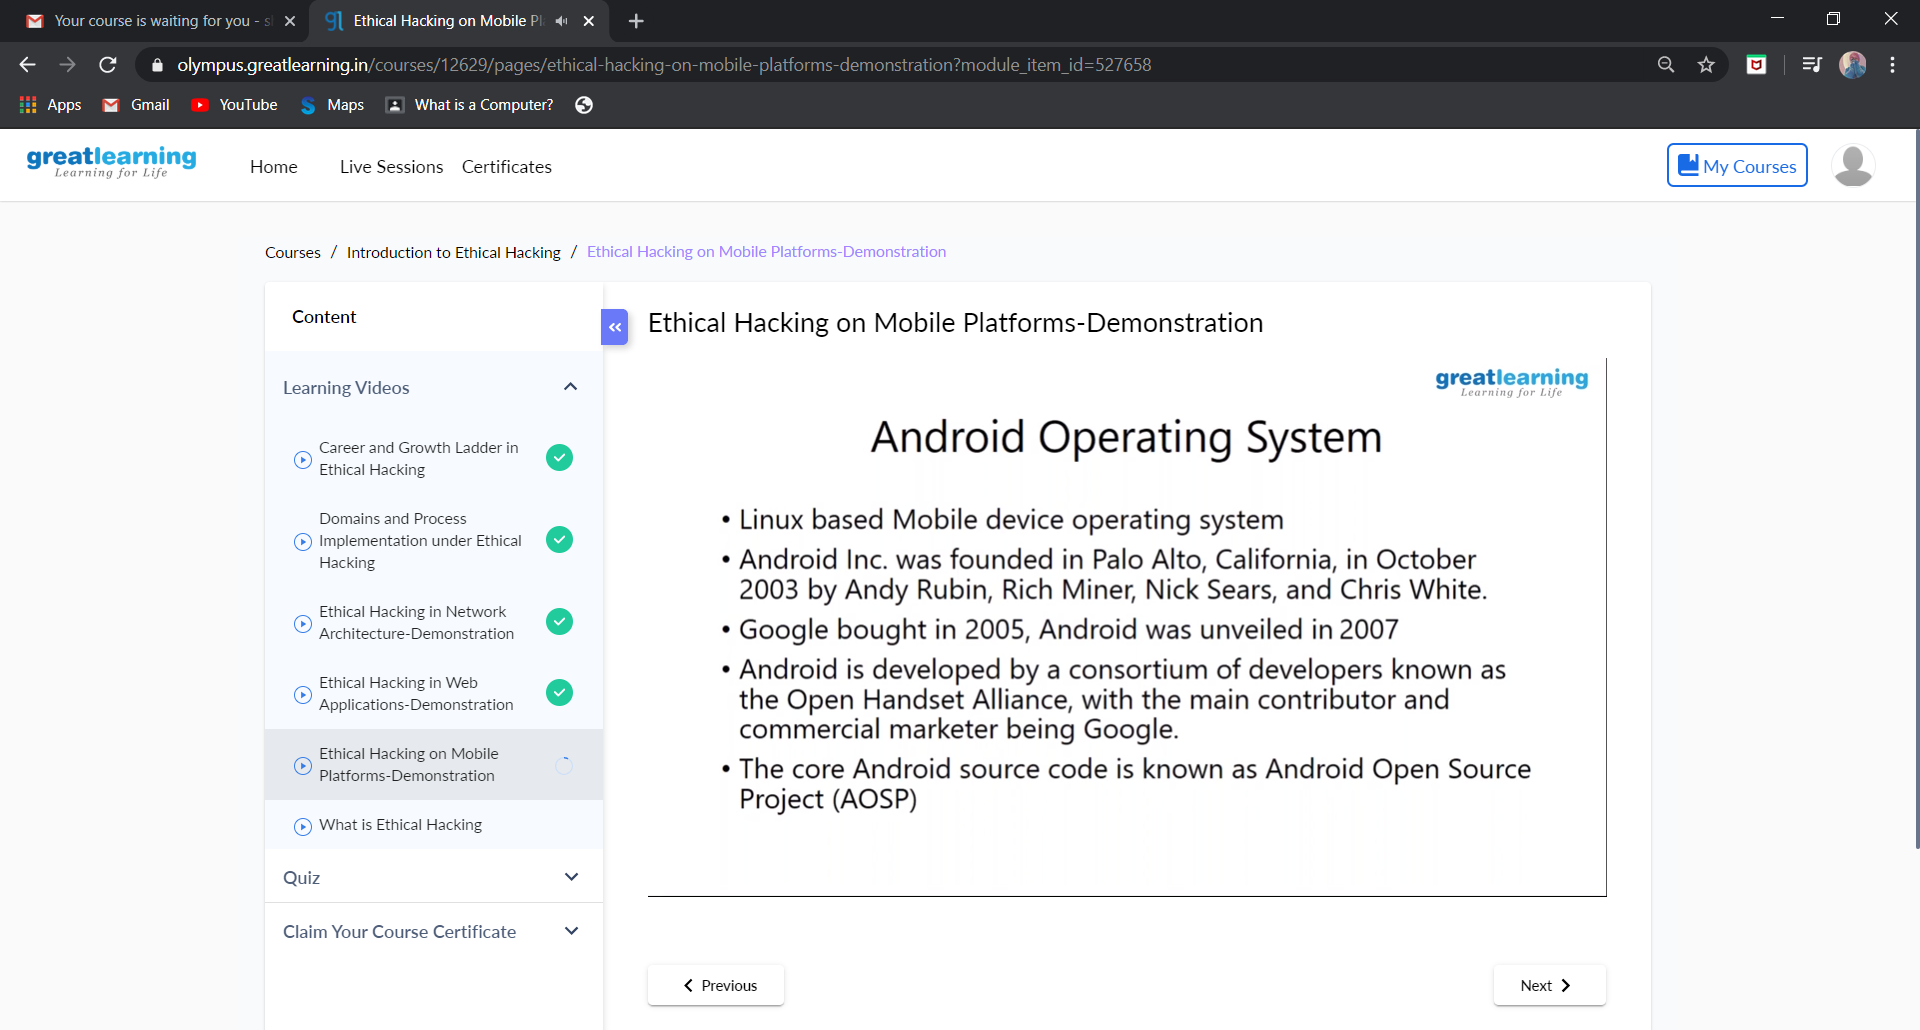 Your course is waiting for you - s
Ethical Hacking on Mobile Pl
olympus.greatlearning.in/courses/12629/pages/ethical-hacking-on-mobile-platforms-demonstration?module_item_id=527658
Apps Gmail YouTube Maps What is a Computer?
greatlearning
Learning for Life
Home Live Sessions Certificates
My Courses
Courses / Introduction to Ethical Hacking / Ethical Hacking on Mobile Platforms-Demonstration
Content
«
Learning Videos
Career and Growth Ladder in
Ethical Hacking
Domains and Process
Implementation under Ethical
Hacking
Ethical Hacking in Network
Architecture-Demonstration
Ethical Hacking in Web
Applications-Demonstration
Ethical Hacking on Mobile
Platforms-Demonstration
What is Ethical Hacking
Quiz
Claim Your Course Certificate
Ethical Hacking on Mobile Platforms-Demonstration
greatlearning
Learning for Life
Android Operating System
• Linux based Mobile device operating system
• Android Inc. was founded in Palo Alto, California, in October
2003 by Andy Rubin, Rich Miner, Nick Sears, and Chris White.
• Google bought in 2005, Android was unveiled in 2007
• Android is developed by a consortium of developers known as
the Open Handset Alliance, with the main contributor and
commercial marketer being Google.
• The core Android source code is known as Android Open Source
Project (AOSP)
Previous
Next